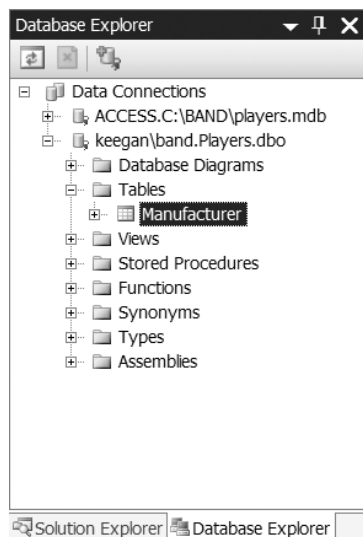 Database Explorer
Data Connections
ACCESS.C:\BAND\players.mdb
keegan\band.Players.dbo
Database Diagrams
Tables
Manufacturer
Views
Stored Procedures
Functions
Synonyms
Types
Assemblies
Solution Explorer Database Explorer